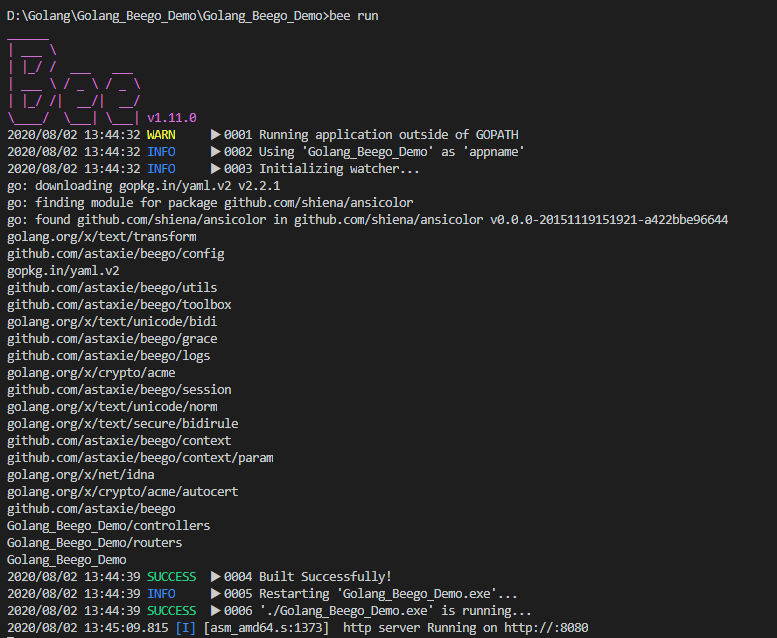 D:\Golang\Golang_Beego_Demo\Golang_Beego_Demo>bee run
______
| ___ \
| |_/ /  ___   ___
| ___ \ / _ \ / _ \
| |_/ /|  __/|  __/
\____/  \___| \___| v1.11.0
2020/08/02 13:44:32 WARN     ▶ 0001 Running application outside of GOPATH
2020/08/02 13:44:32 INFO     ▶ 0002 Using 'Golang_Beego_Demo' as 'appname'
2020/08/02 13:44:32 INFO     ▶ 0003 Initializing watcher...
go: downloading gopkg.in/yaml.v2 v2.2.1
go: finding module for package github.com/shiena/ansicolor
go: found github.com/shiena/ansicolor in github.com/shiena/ansicolor v0.0.0-20151119151921-a422bbe96644
golang.org/x/text/transform
github.com/astaxie/beego/config
gopkg.in/yaml.v2
github.com/astaxie/beego/utils
github.com/astaxie/beego/toolbox
golang.org/x/text/unicode/bidi
github.com/astaxie/beego/grace
github.com/astaxie/beego/logs
golang.org/x/crypto/acme
github.com/astaxie/beego/session
golang.org/x/text/unicode/norm
golang.org/x/text/secure/bidirule
github.com/astaxie/beego/context
github.com/astaxie/beego/context/param
golang.org/x/net/idna
golang.org/x/crypto/acme/autocert
github.com/astaxie/beego
Golang_Beego_Demo/controllers
Golang_Beego_Demo/routers
Golang_Beego_Demo
2020/08/02 13:44:39 SUCCESS  ▶ 0004 Built Successfully!
2020/08/02 13:44:39 INFO     ▶ 0005 Restarting 'Golang_Beego_Demo.exe'...
2020/08/02 13:44:39 SUCCESS  ▶ 0006 './Golang_Beego_Demo.exe' is running...
2020/08/02 13:45:09.815 [I] [asm_amd64.s:1373]  http server Running on http://:8080